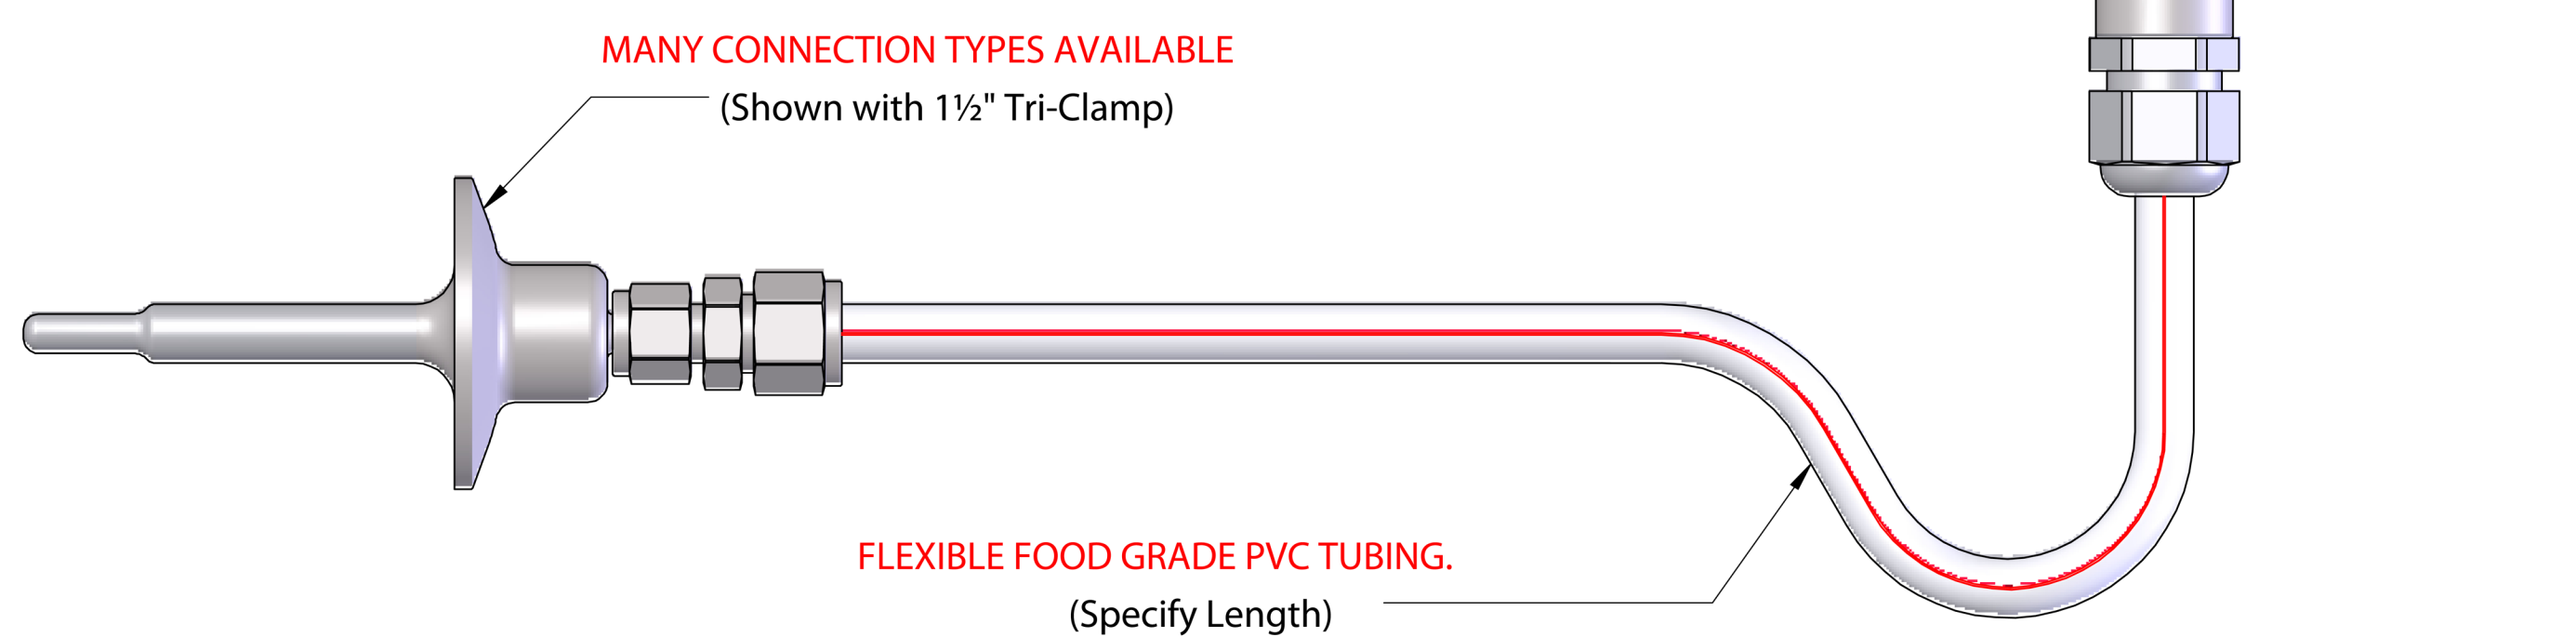 MANY CONNECTION TYPES AVAILABLE
(Shown with 1½" Tri-Clamp)
FLEXIBLE FOOD GRADE PVC TUBING.
(Specify Length)